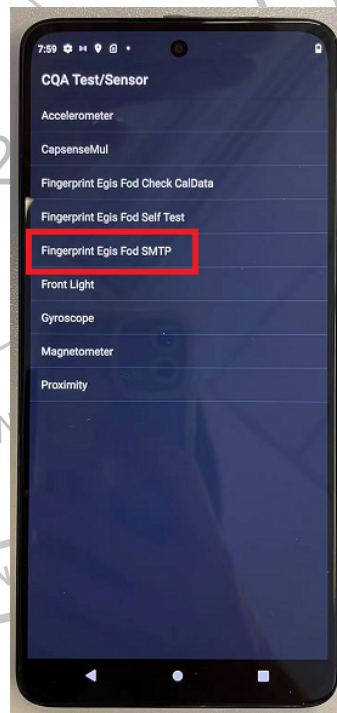 7:59
CQA Test/Sensor
Accelerometer
CapsenseMul
Fingerprint Egis Fod Check CalData
Fingerprint Egis Fod Self Test
Fingerprint Egis Fod SMTP
Front Light
Gyroscope
Magnetometer
Proximity